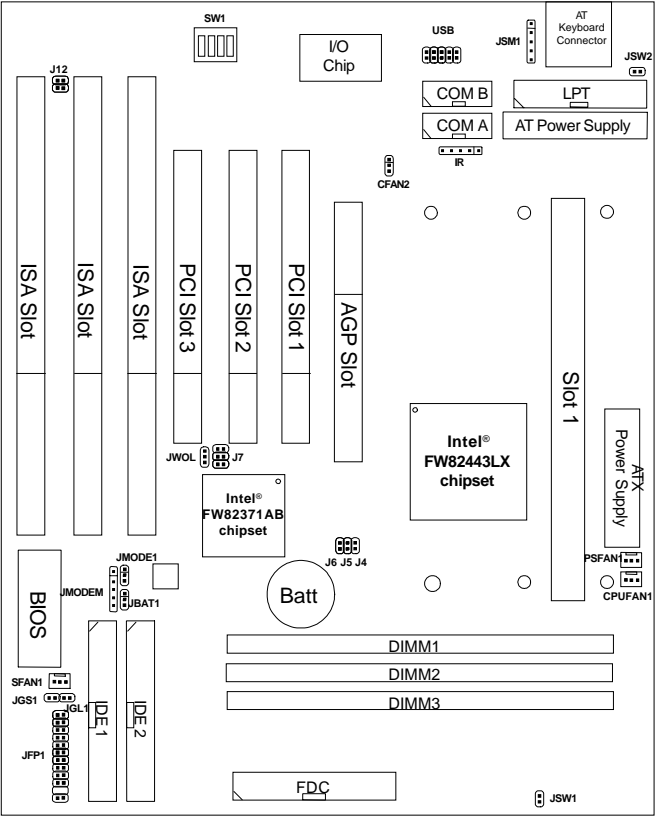 SW1
USB
JSM1
AT
Keyboard
Connector
I/O
Chip
JSW2
J12
COM B
LPT
COM A
AT Power Supply
IR
CFAN2
ISA Slot
ISA Slot
ISA Slot
PCI Slot 3
PCI Slot 2
PCI Slot 1
AGP Slot
Slot 1
Intel®
FW82443LX
chipset
ATX
Power Supply
JWOL
J7
Intel®
FW82371AB
chipset
J6 J5 J4
PSFAN1
CPUFAN1
JMODE1
JMODEM
JBAT1
BIOS
Batt
DIMM1
DIMM2
DIMM3
SFAN1
JGS1
JGL1
IDE 1
IDE 2
JFP1
FDC
JSW1